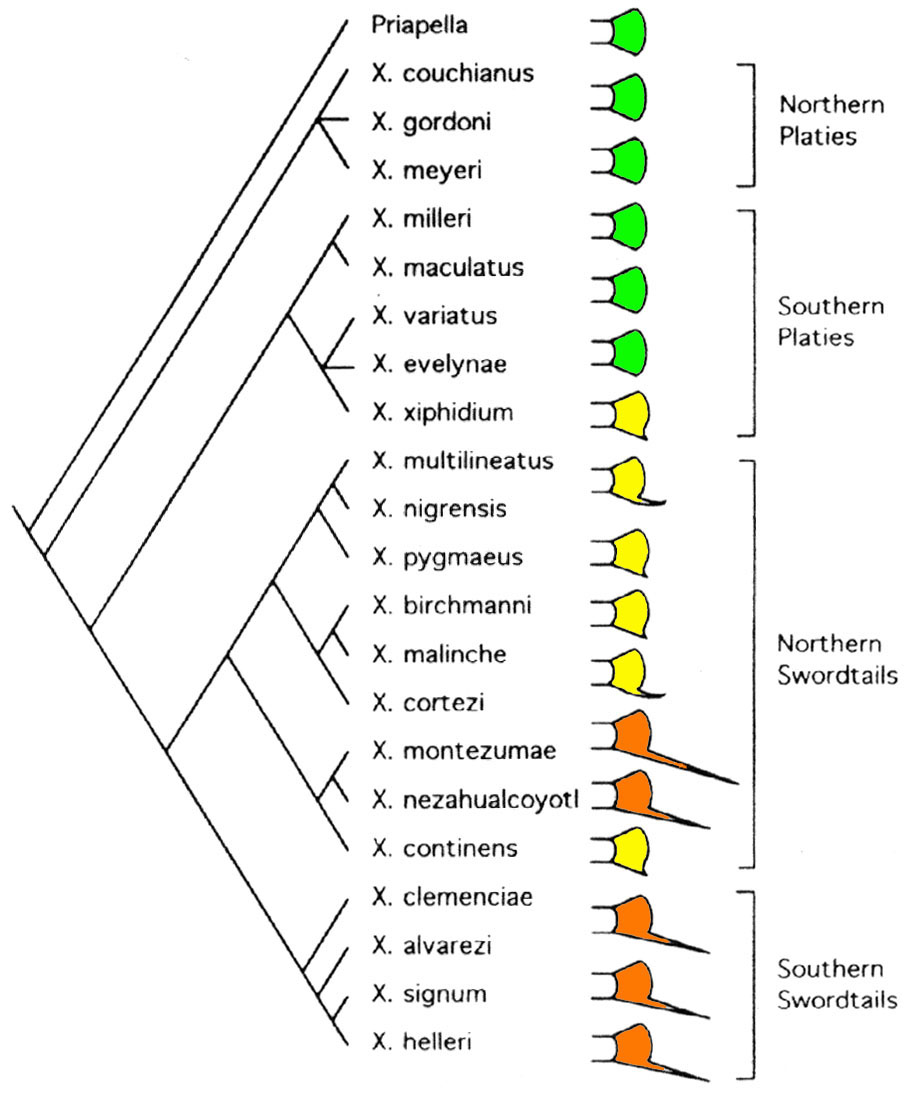 Priapella
X. couchianus
X. gordoni
X. meyeri
Northern
Platies
X. milleri
X. maculatus
X. variatus
X. evelynae
X. xiphidium
Southern
Platies
X. multilineatus
X. nigrensis
X. pygmaeus
X. birchmanni
X. malinche
X. cortezi
X. montezumae
X. nezahualcoyotl
X. continens
Northern
Swordtails
X. clemenciae
X. alvarezi
X. signum
X. helleri
Southern
Swordtails